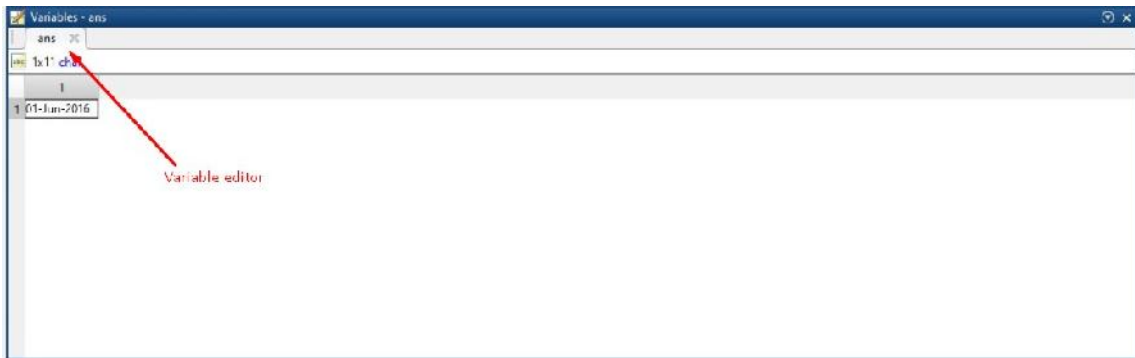 Variables - ans
ans
1x11 char
1
1 01-Jun-2016
Variable editor